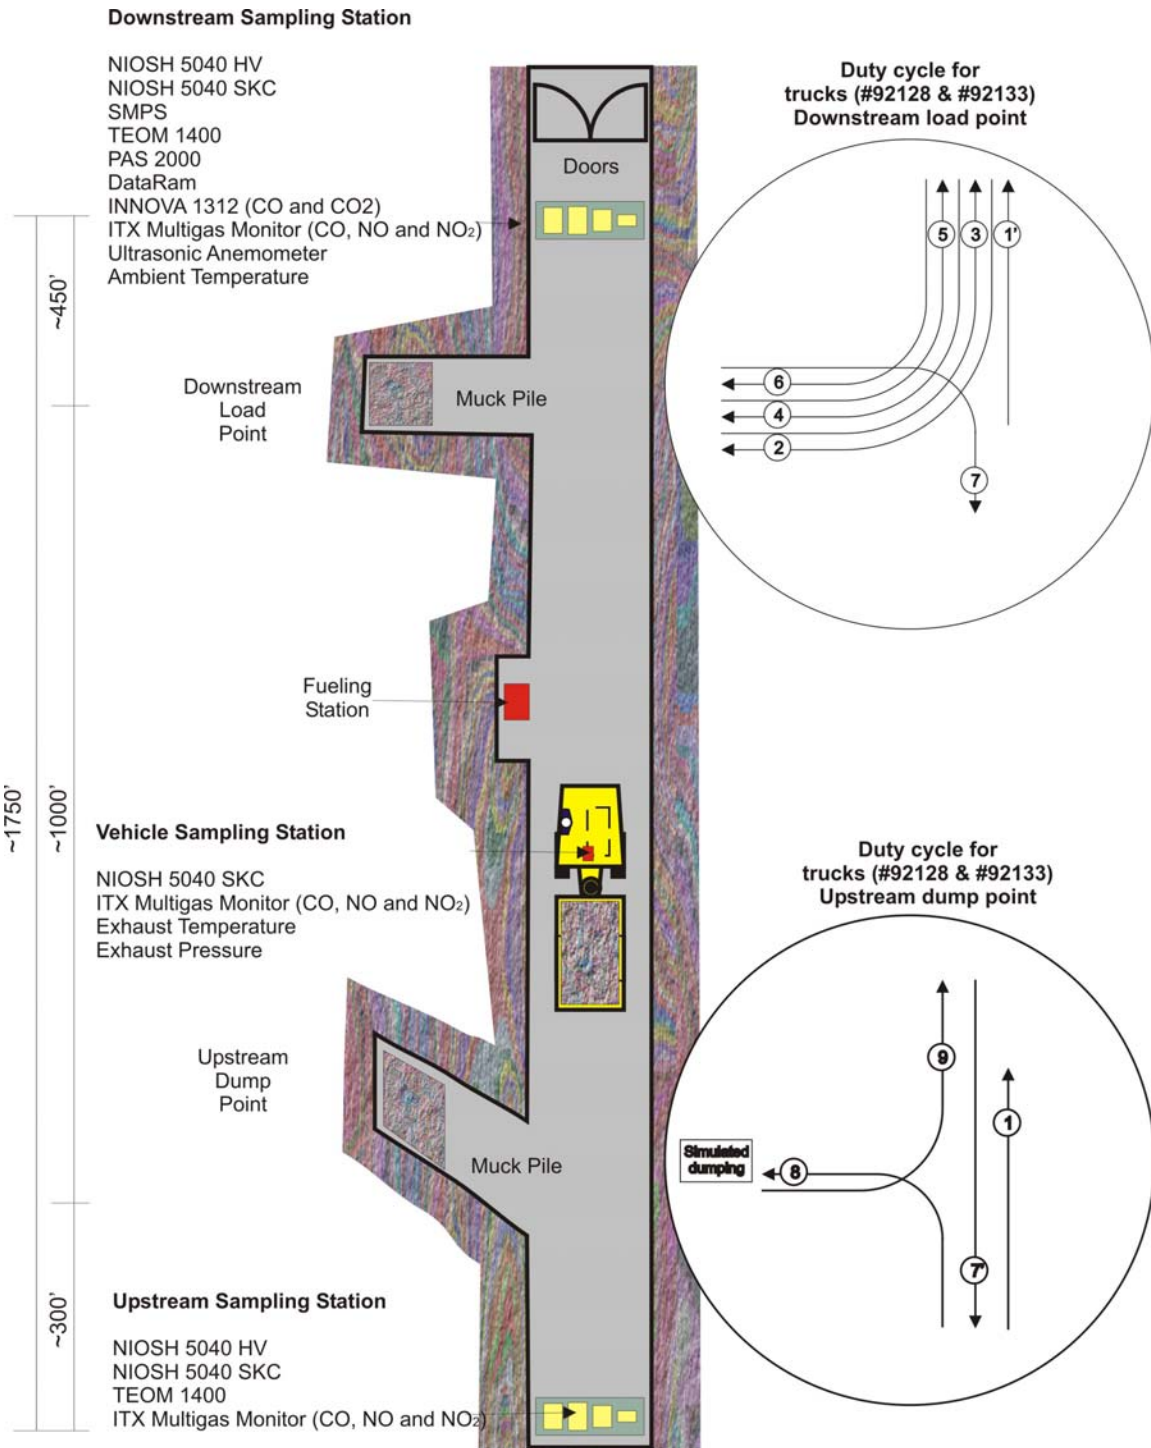 Downstream Sampling Station
NIOSH 5040 HV
NIOSH 5040 SKC
SMPS
TEOM 1400
PAS 2000
DataRam
INNOVA 1312 (CO and CO2)
ITX Multigas Monitor (CO, NO and NO₂)
Ultrasonic Anemometer
Ambient Temperature
Doors
Duty cycle for
trucks (#92128 & #92133)
Downstream load point
5
3
1'
6
4
2
7
~450'
Downstream
Load
Point
Muck Pile
Fueling
Station
~1750'
~1000'
Vehicle Sampling Station
NIOSH 5040 SKC
ITX Multigas Monitor (CO, NO and NO₂)
Exhaust Temperature
Exhaust Pressure
Duty cycle for
trucks (#92128 & #92133)
Upstream dump point
9
1
Simulated
dumping
8
7'
Upstream
Dump
Point
Muck Pile
~300'
Upstream Sampling Station
NIOSH 5040 HV
NIOSH 5040 SKC
TEOM 1400
ITX Multigas Monitor (CO, NO and NO₂)